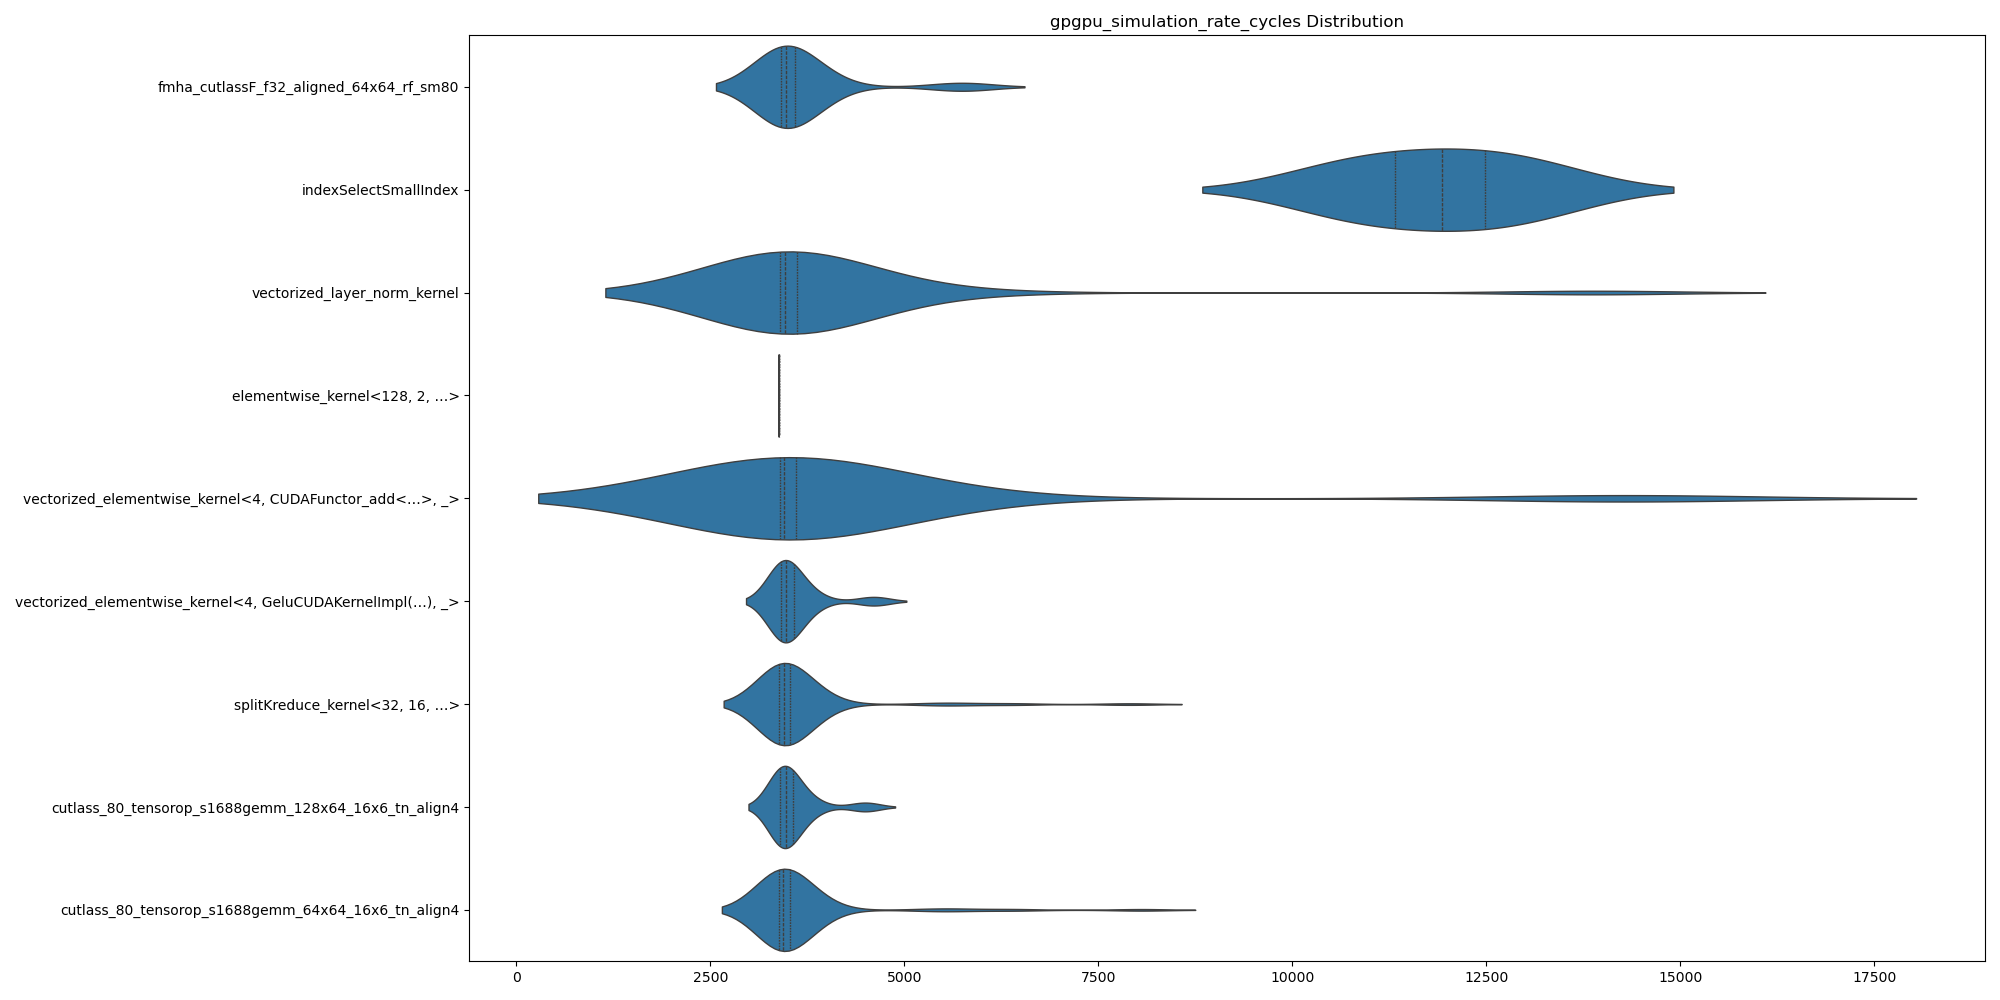 gpgpu_simulation_rate_cycles Distribution
fmha_cutlassF_f32_aligned_64x64_rf_sm80
indexSelectSmallIndex
vectorized_layer_norm_kernel
elementwise_kernel<128, 2, ...>
vectorized_elementwise_kernel<4, CUDAFunctor_add<...>, _>
vectorized_elementwise_kernel<4, GeluCUDAKernelImpl(...), _>
splitKreduce_kernel<32, 16, ...>
cutlass_80_tensorop_s1688gemm_128x64_16x6_tn_align4
cutlass_80_tensorop_s1688gemm_64x64_16x6_tn_align4
0 2500 5000 7500 10000 12500 15000 17500